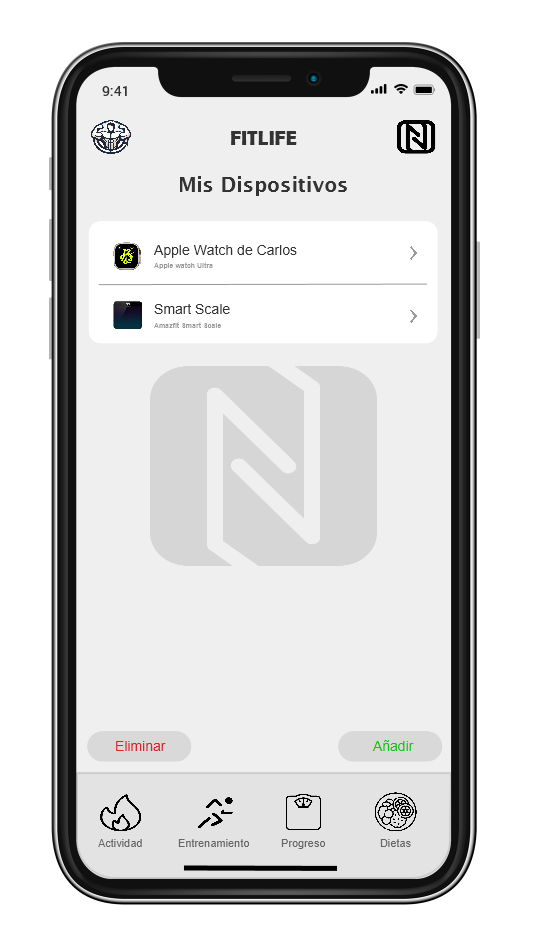 9:41
FITLIFE
Mis Dispositivos
Apple Watch de Carlos
Apple watch Ultra
Smart Scale
Amazfit Smart Scale
Eliminar
Añadir
Actividad
Entrenamiento
Progreso
Dietas